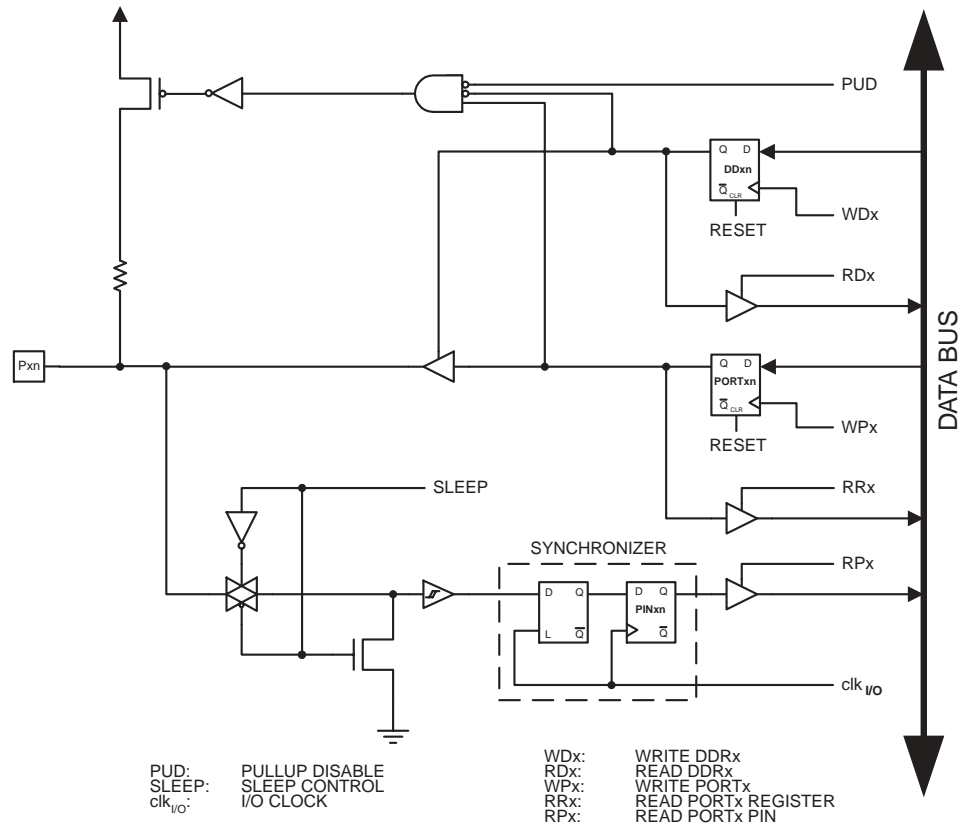 PUD
Q D
DDxn
Q CLR
WDx
RESET
RDx
Pxn
Q D
PORTxn
Q CLR
WPx
RESET
DATA BUS
SLEEP
RRx
SYNCHRONIZER
RPx
D Q
L Q
D Q
PINxn
Q
clk I/O
PUD: PULLUP DISABLE
SLEEP: SLEEP CONTROL
clkI/O: I/O CLOCK
WDx: WRITE DDRx
RDx: READ DDRx
WPx: WRITE PORTx
RRx: READ PORTx REGISTER
RPx: READ PORTx PIN